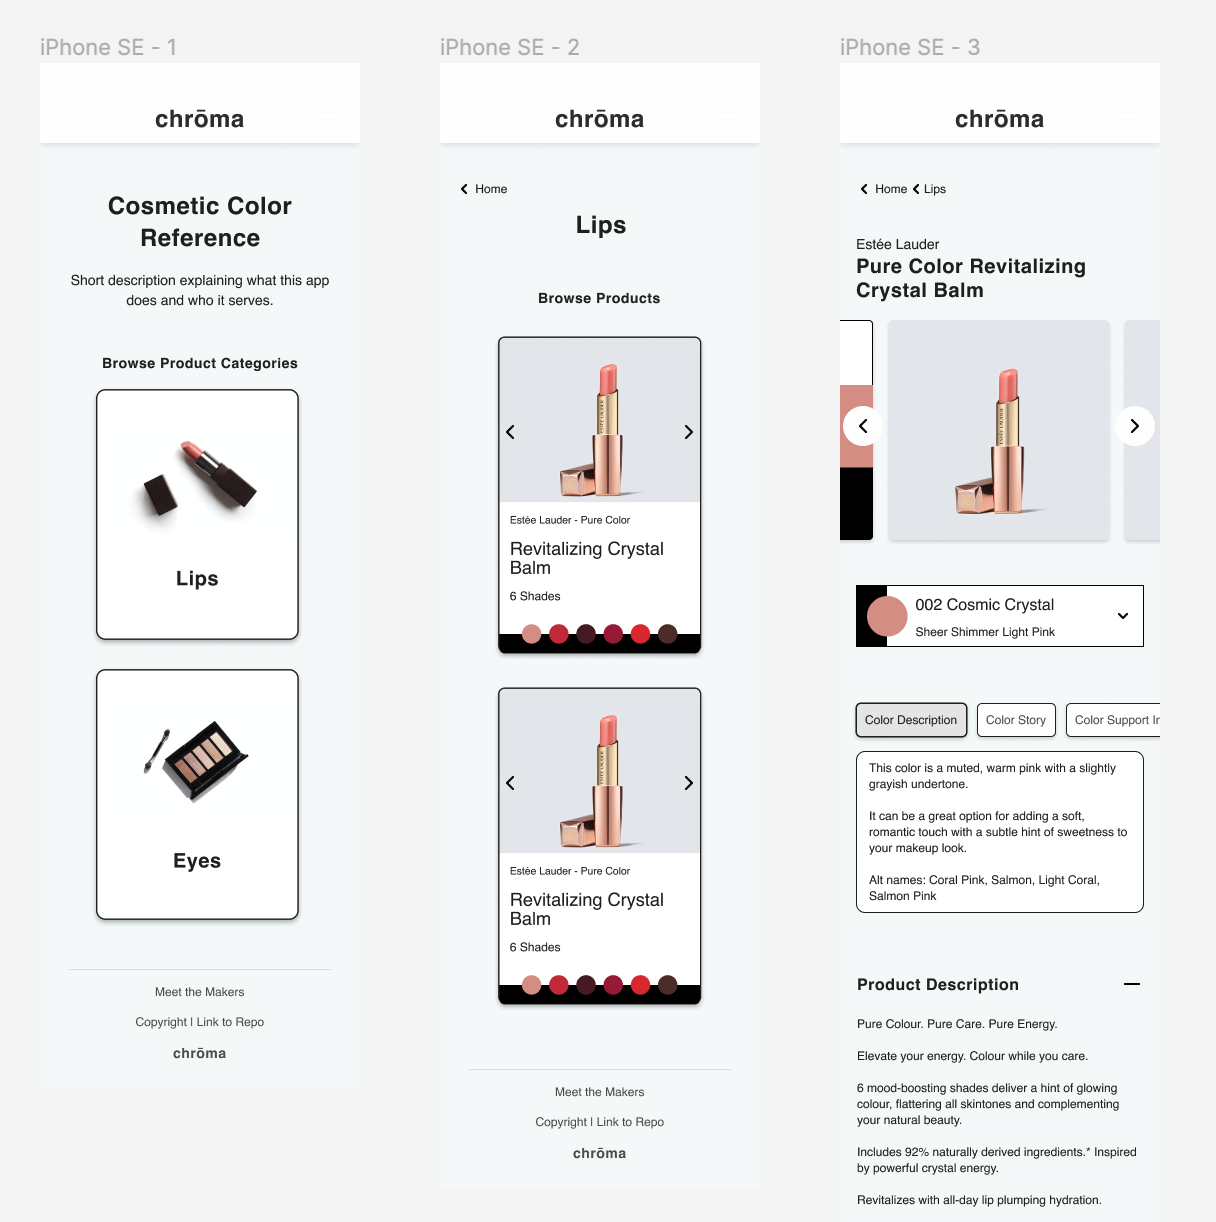 iPhone SE - 1
chrōma
Cosmetic Color
Reference
Short description explaining what this app
does and who it serves.
Browse Product Categories
Lips
Eyes
Meet the Makers
Copyright | Link to Repo
chrōma
iPhone SE - 2
chrōma
Home
Lips
Browse Products
ESTĒE LAUDER
Estée Lauder - Pure Color
Revitalizing Crystal
Balm
6 Shades
ESTĒE LAUDER
Estée Lauder - Pure Color
Revitalizing Crystal
Balm
6 Shades
Meet the Makers
Copyright | Link to Repo
chrōma
iPhone SE - 3
chrōma
Home Lips
Estée Lauder
Pure Color Revitalizing
Crystal Balm
ESTĒE LAUDER
002 Cosmic Crystal
Sheer Shimmer Light Pink
Color Description Color Story Color Support In
This color is a muted, warm pink with a slightly
grayish undertone.
It can be a great option for adding a soft,
romantic touch with a subtle hint of sweetness to
your makeup look.
Alt names: Coral Pink, Salmon, Light Coral,
Salmon Pink
Product Description
Pure Colour. Pure Care. Pure Energy.
Elevate your energy. Colour while you care.
6 mood-boosting shades deliver a hint of glowing
colour, flattering all skintones and complementing
your natural beauty.
Includes 92% naturally derived ingredients.* Inspired
by powerful crystal energy.
Revitalizes with all-day lip plumping hydration.